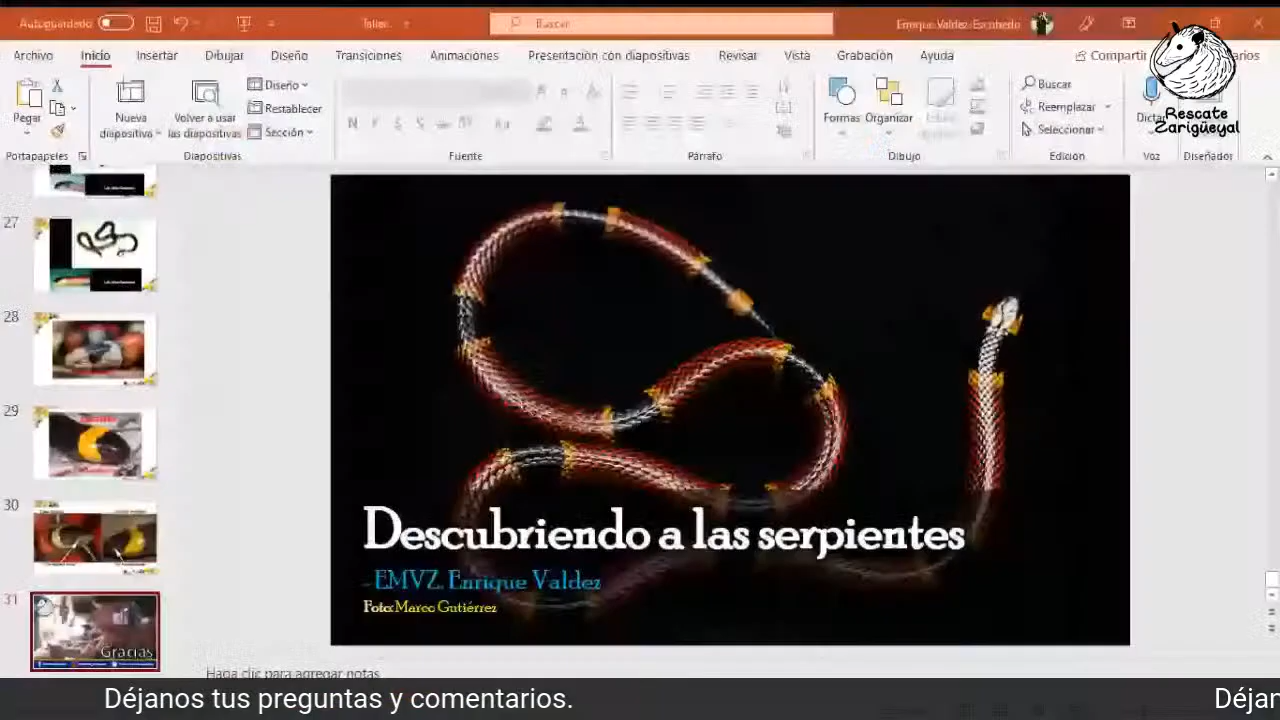 Autoguardado
Taller...
Buscar
Enrique Valdez Escobedo
Archivo
Inicio
Insertar
Dibujar
Diseño
Transiciones
Animaciones
Presentación con diapositivas
Revisar
Vista
Grabación
Ayuda
Compartir
Pegar
Nueva diapositiva
Volver a usar las diapositivas
Diseño
Restablecer
Sección
Formas
Organizar
Buscar
Reemplazar
Seleccionar
Dictar
Portapapeles
Diapositivas
Fuente
Párrafo
Dibujo
Edición
Voz
Diseñador
Rescate
Zarigüeyal
27
28
29
30
31
Gracias
Descubriendo a las serpientes
- EMVZ. Enrique Valdez
Foto: Marco Gutiérrez
Haga clic para agregar notas
Déjanos tus preguntas y comentarios.
Déjan